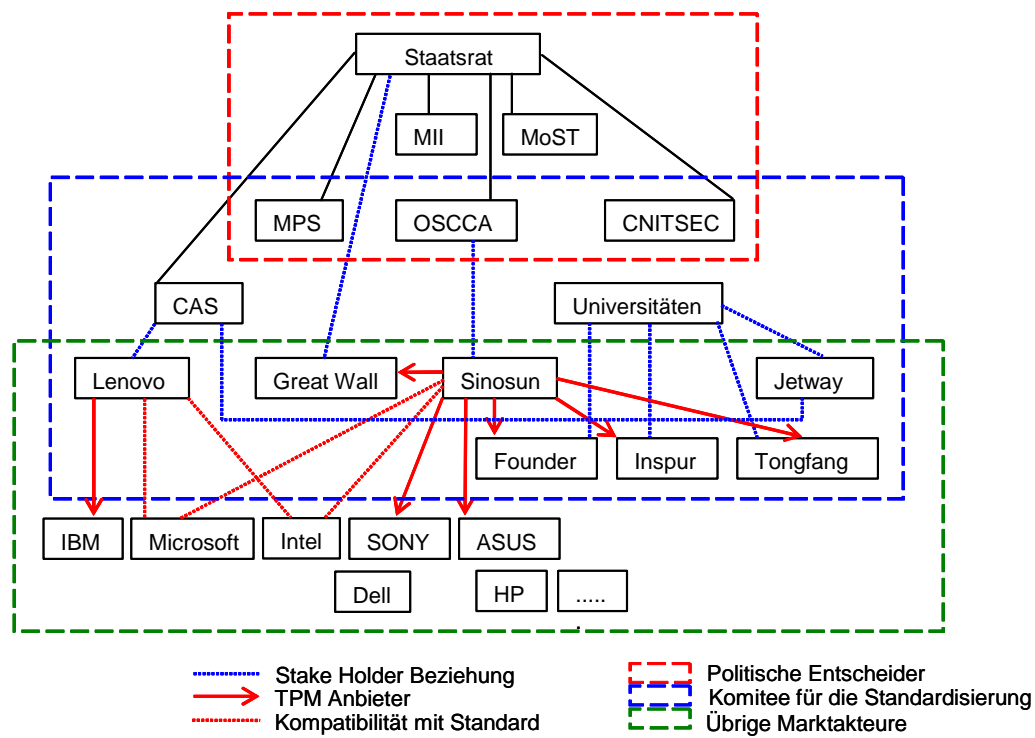 Staatsrat
MII
MoST
MPS
OSCCA
CNITSEC
CAS
Universitäten
Lenovo
Great Wall
Sinosun
Jetway
Founder
Inspur
Tongfang
IBM
Microsoft
Intel
SONY
ASUS
Dell
HP
.....
Stake Holder Beziehung
TPM Anbieter
Kompatibilität mit Standard
Politische Entscheider
Komitee für die Standardisierung
Übrige Marktakteure